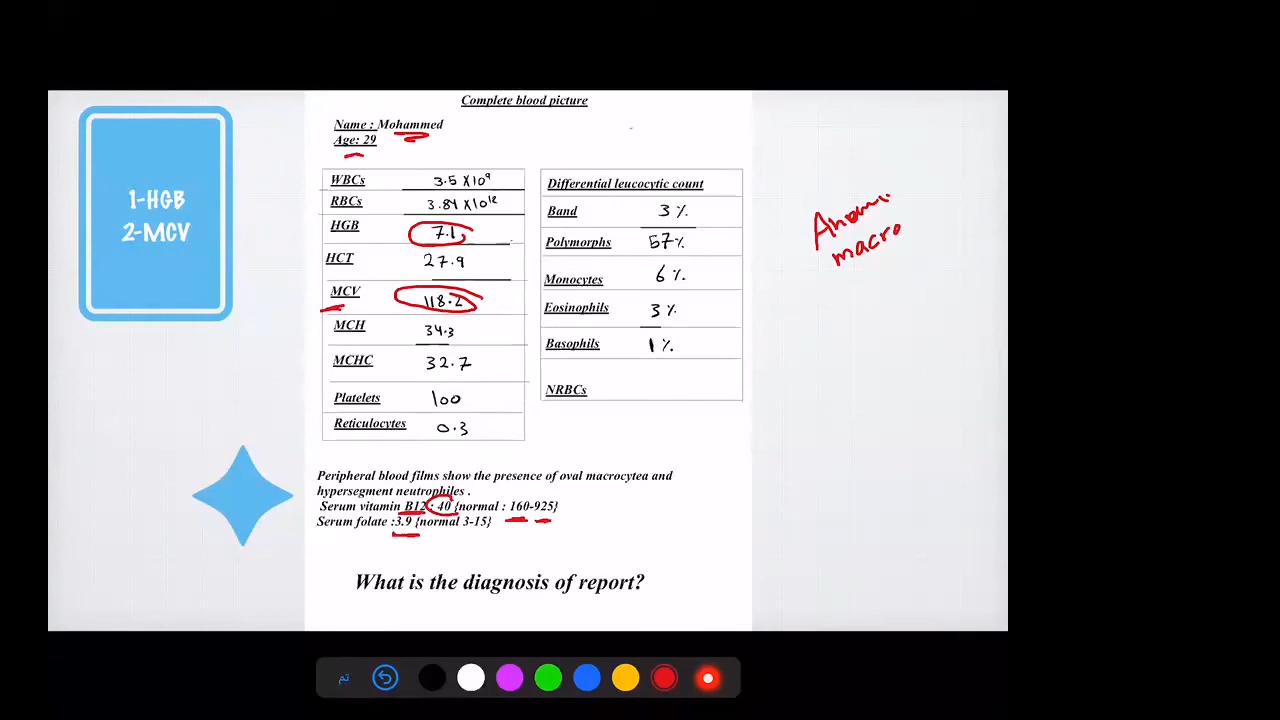 Complete blood picture
Name : Mohammed
Age: 29
1-HGB
2-MCV
WBCs 3.5 X10⁹
RBCs 3.84 X10¹²
HGB 7.1
HCT 27.9
MCV 118.2
MCH 34.3
MCHC 32.7
Platelets 100
Reticulocytes 0.3
Differential leucocytic count
Band 3 %
Polymorphs 57 %
Monocytes 6 %
Eosinophils 3 %
Basophils 1 %
NRBCs
macro
Peripheral blood films show the presence of oval macrocytea and
hypersegment neutrophiles .
Serum vitamin B12 : 40 {normal : 160-925}
Serum folate :3.9 {normal 3-15}
What is the diagnosis of report?
تم